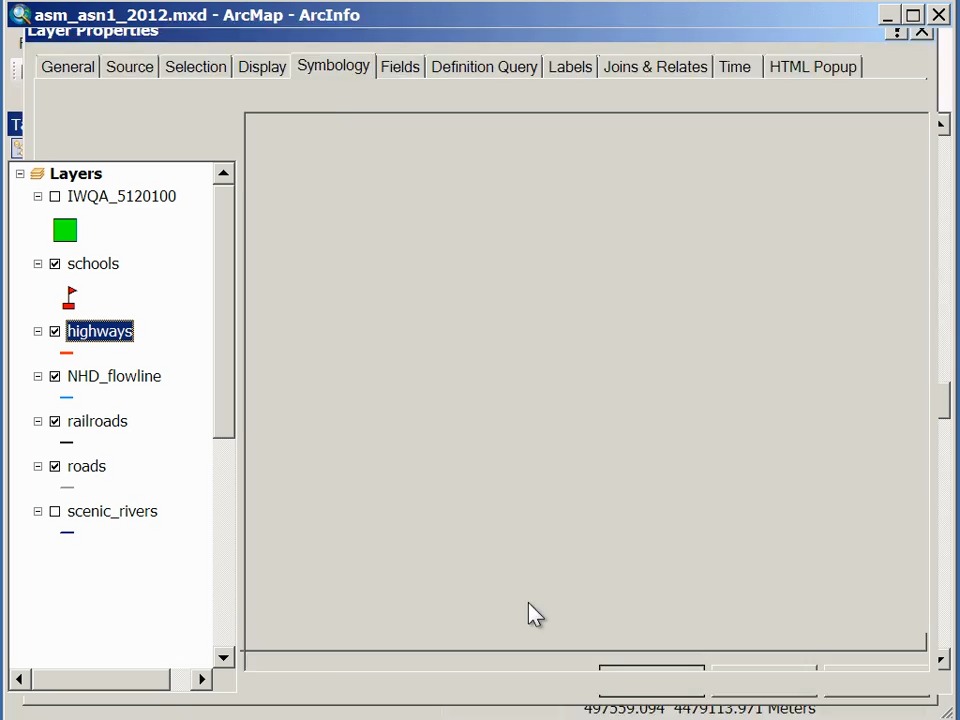 asm_asn1_2012.mxd - ArcMap - ArcInfo
Layer Properties
General Source Selection Display Symbology Fields Definition Query Labels Joins & Relates Time HTML Popup
Layers
IWQA_5120100
schools
highways
NHD_flowline
railroads
roads
scenic_rivers
497559.094 4479113.971 Meters